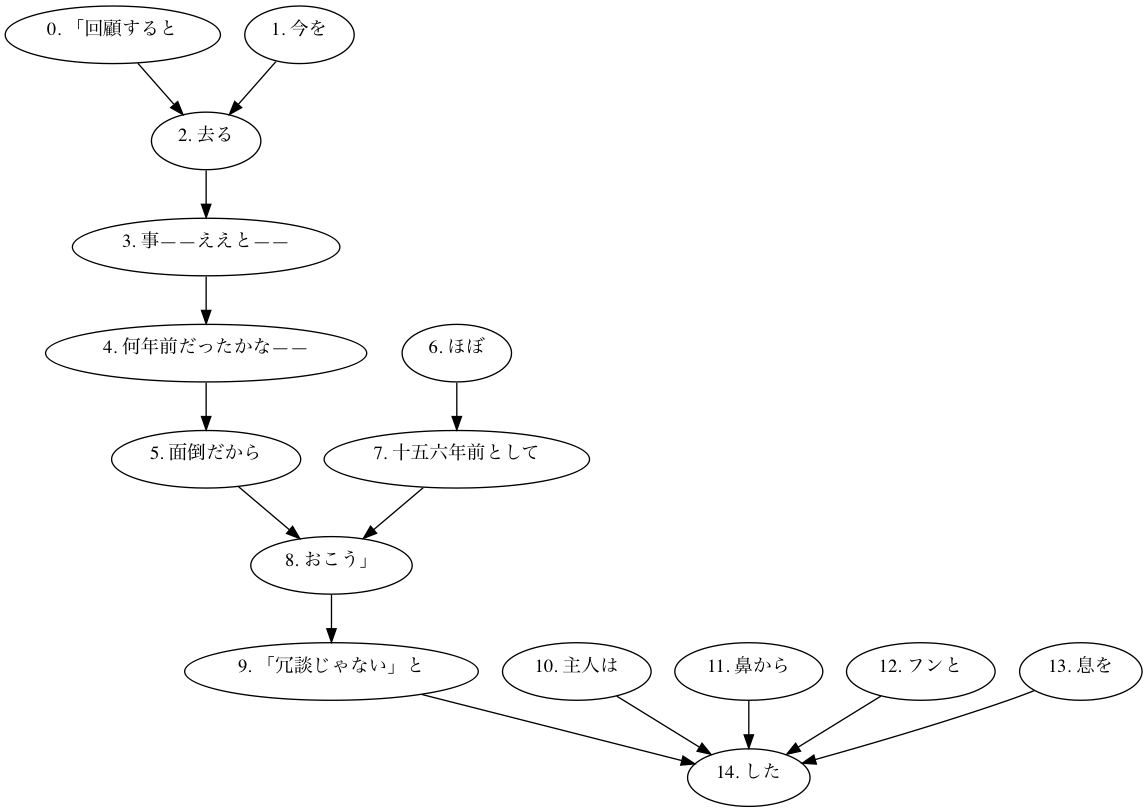 0. 「回顧すると
1. 今を
2. 去る
3. 事――ええと――
4. 何年前だったかな――
5. 面倒だから
6. ほぼ
7. 十五六年前として
8. おこう」
9. 「冗談じゃない」と
10. 主人は
11. 鼻から
12. フンと
13. 息を
14. した